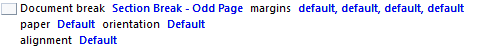 Document break Section Break - Odd Page margins default, default, default, default
paper Default orientation Default
alignment Default